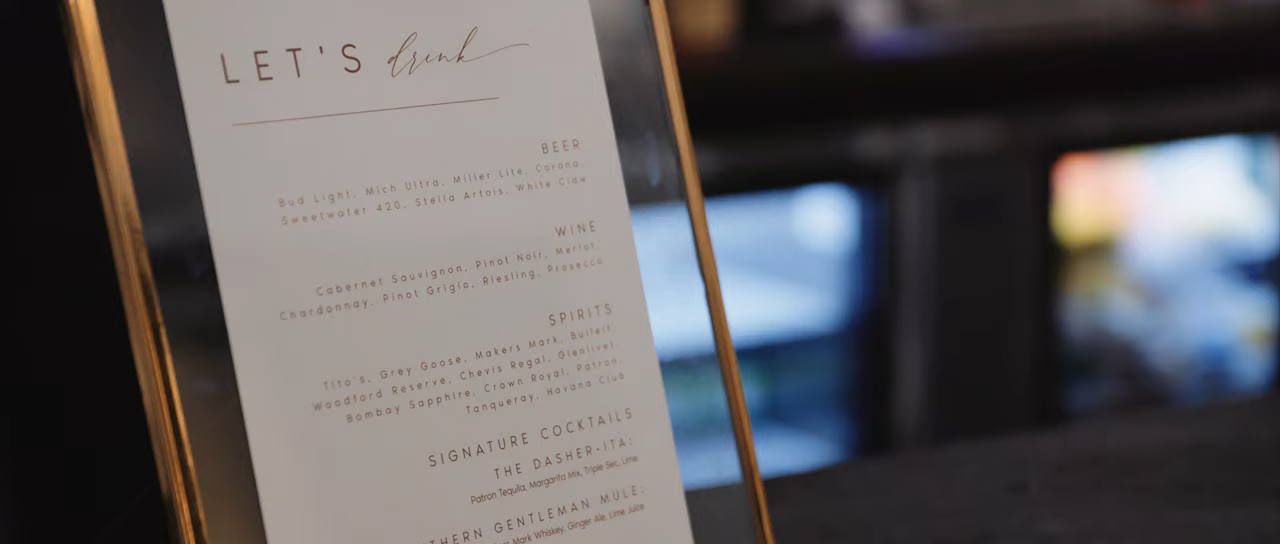 LET'S drink
BEER
Bud Light, Mich Ultra, Miller Lite, Corona,
Sweetwater 420, Stella Artois, White Claw
WINE
Cabernet Sauvignon, Pinot Noir, Merlot,
Chardonnay, Pinot Grigio, Riesling, Prosecco
SPIRITS
Tito's, Grey Goose, Makers Mark, Bulleit,
Woodford Reserve, Chevis Regal, Glenlivet,
Bombay Sapphire, Crown Royal, Patron,
Tanqueray, Havana Club
SIGNATURE COCKTAILS
THE DASHER-ITA:
Patron Tequila, Margarita Mix, Triple Sec, Lime
GENTLEMAN MULE:
Mark Whiskey, Ginger Ale, Lime Juice